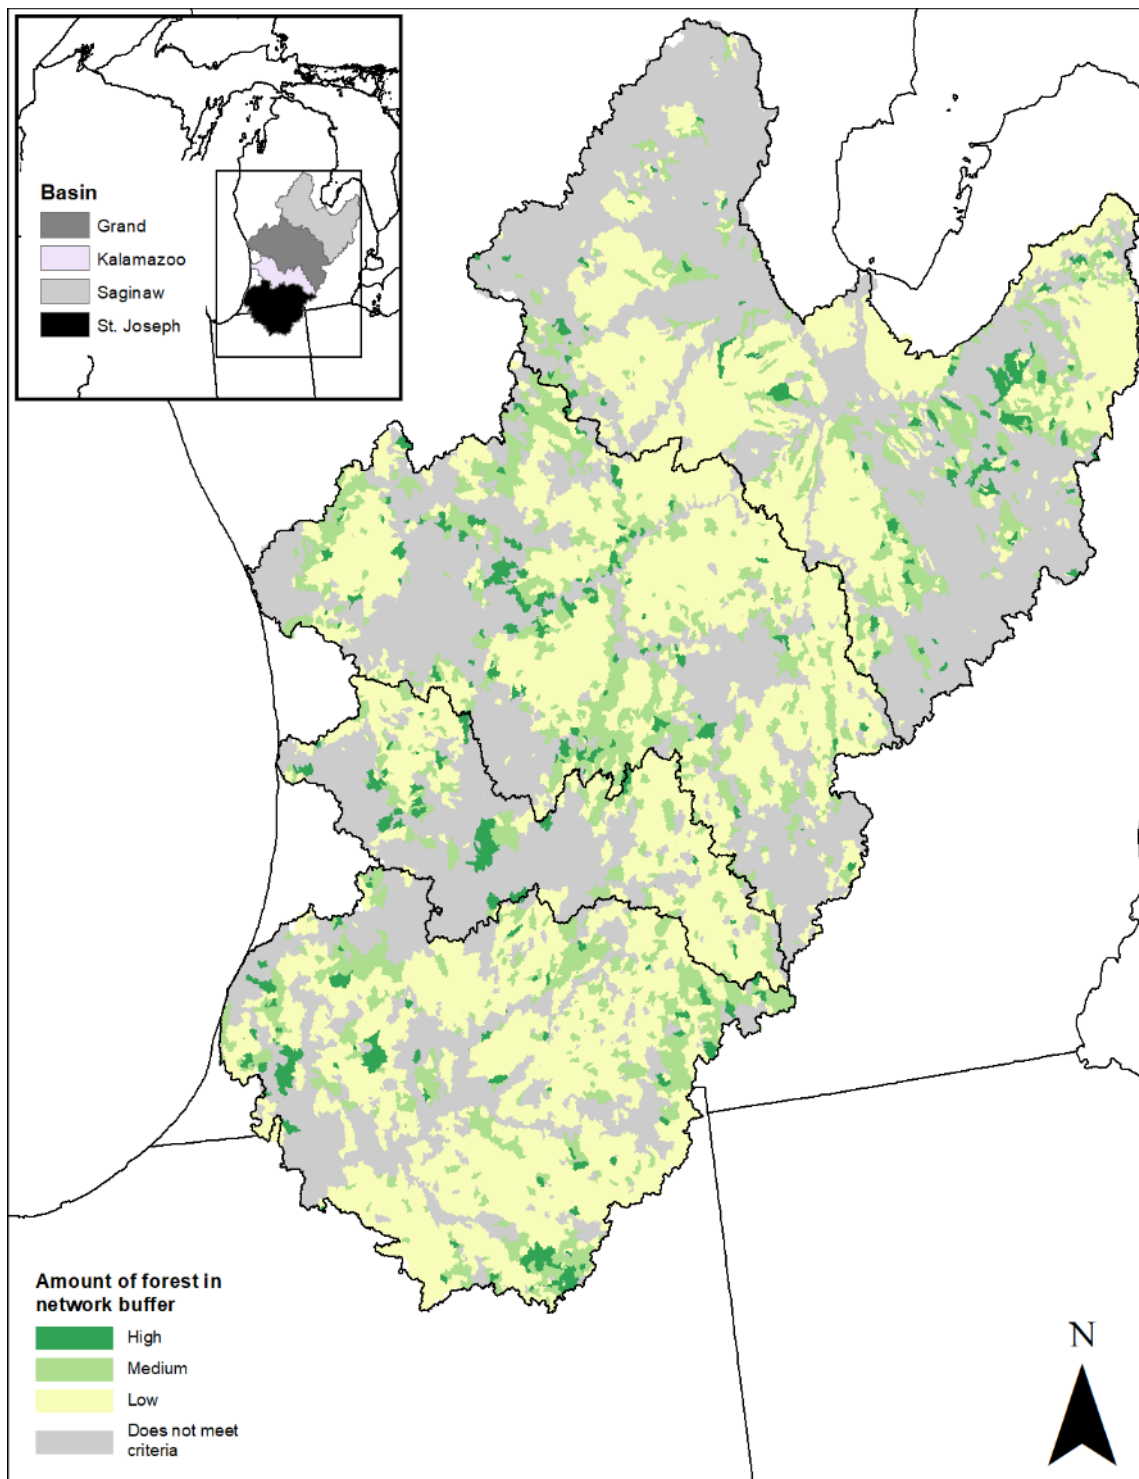 Basin
Grand
Kalamazoo
Saginaw
St. Joseph
Amount of forest in
network buffer
High
Medium
Low
Does not meet
criteria
N